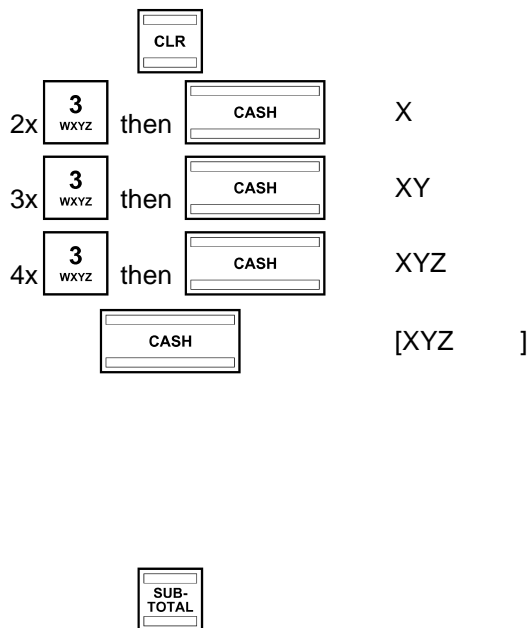 CLR
2x 3 WXYZ then CASH X
3x 3 WXYZ then CASH XY
4x 3 WXYZ then CASH XYZ
CASH [XYZ ]
SUB-
TOTAL